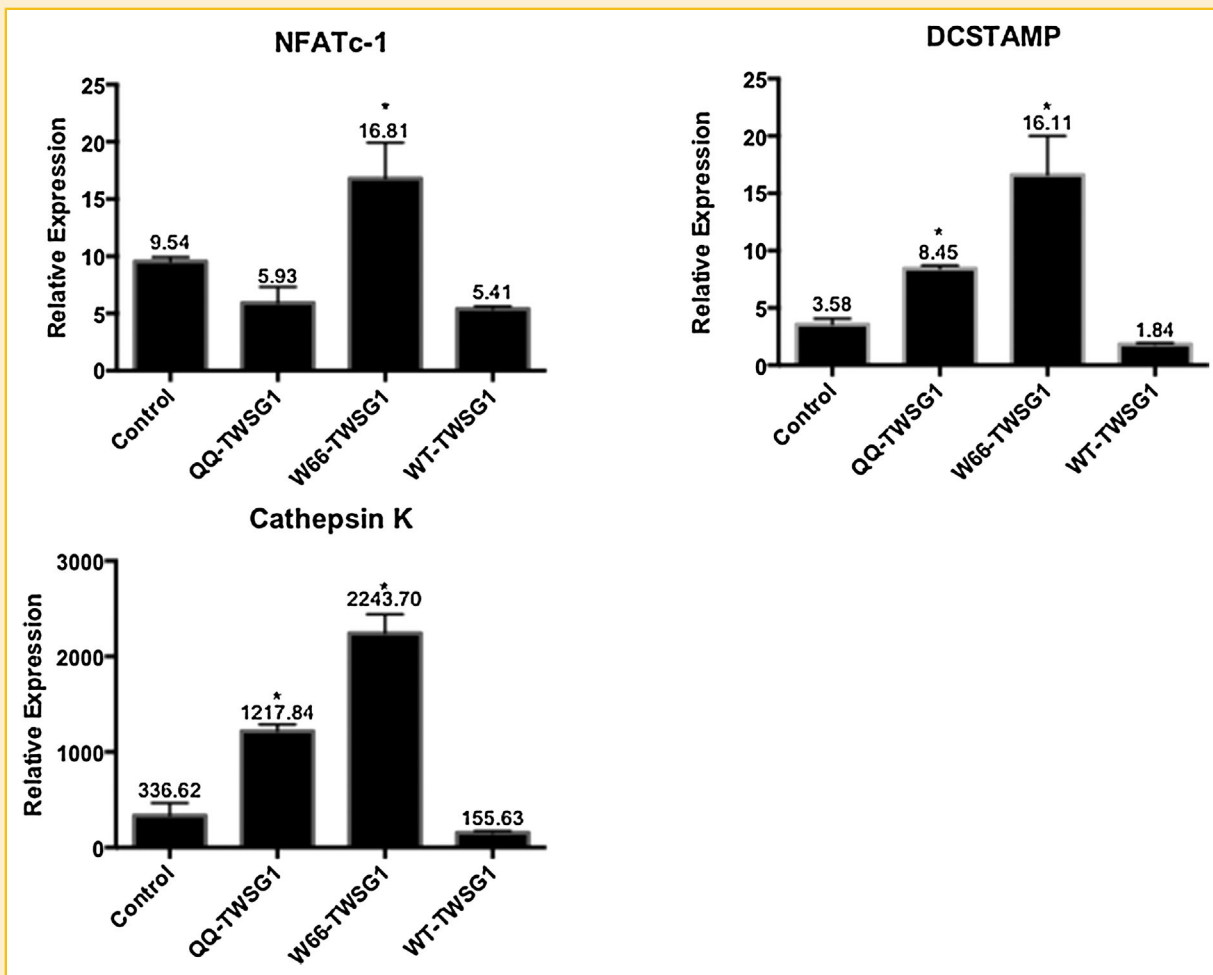 NFATc-1
Relative Expression
25
20
15
10
5
0
9.54
5.93
*
16.81
5.41
Control
QQ-TWSG1
W66-TWSG1
WT-TWSG1
DCSTAMP
Relative Expression
25
20
15
10
5
0
3.58
*
8.45
*
16.11
1.84
Control
QQ-TWSG1
W66-TWSG1
WT-TWSG1
Cathepsin K
Relative Expression
3000
2000
1000
0
336.62
*
1217.84
*
2243.70
155.63
Control
QQ-TWSG1
W66-TWSG1
WT-TWSG1